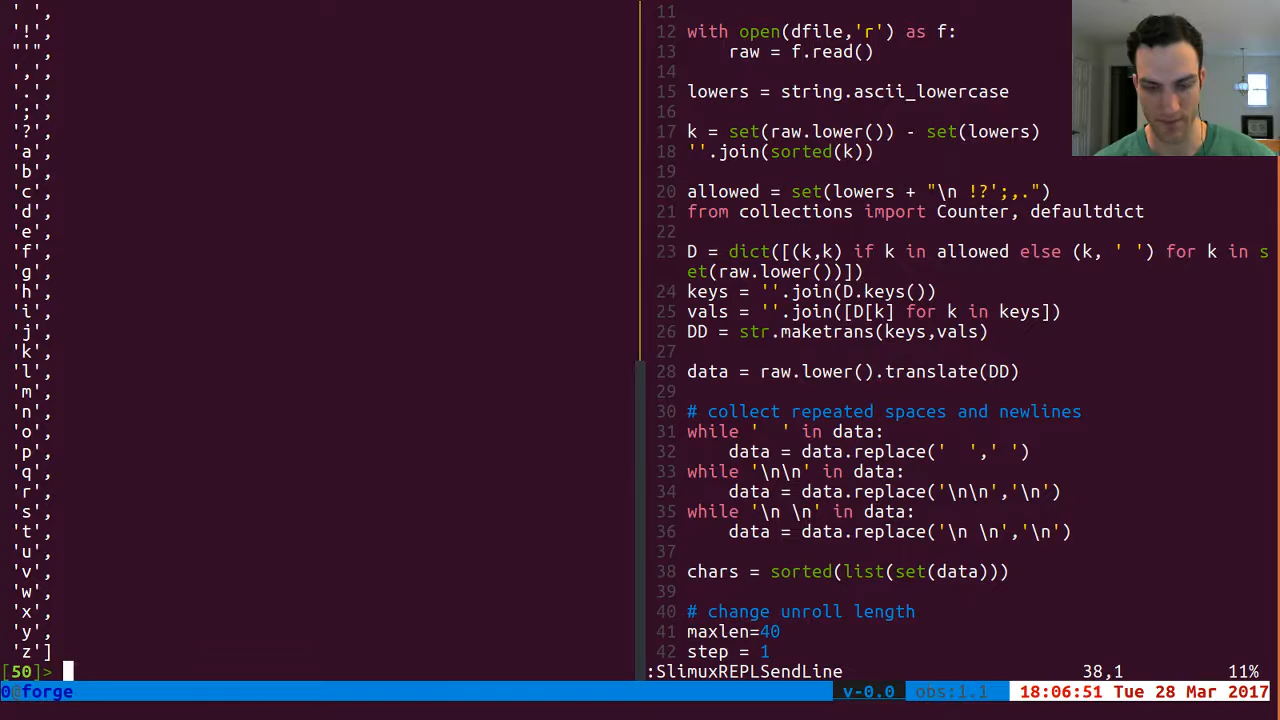 ' ',
'!',
"'",
',',
'.',
';',
'?',
'a',
'b',
'c',
'd',
'e',
'f',
'g',
'h',
'i',
'j',
'k',
'l',
'm',
'n',
'o',
'p',
'q',
'r',
's',
't',
'u',
'v',
'w',
'x',
'y',
'z']
[50]>
11
12 with open(dfile,'r') as f:
13     raw = f.read()
14
15 lowers = string.ascii_lowercase
16
17 k = set(raw.lower()) - set(lowers)
18 ''.join(sorted(k))
19
20 allowed = set(lowers + "\n !?';,.")
21 from collections import Counter, defaultdict
22
23 D = dict([(k,k) if k in allowed else (k, ' ') for k in s
et(raw.lower())])
24 keys = ''.join(D.keys())
25 vals = ''.join([D[k] for k in keys])
26 DD = str.maketrans(keys,vals)
27
28 data = raw.lower().translate(DD)
29
30 # collect repeated spaces and newlines
31 while '  ' in data:
32     data = data.replace('  ',' ')
33 while '\n\n' in data:
34     data = data.replace('\n\n','\n')
35 while '\n \n' in data:
36     data = data.replace('\n \n','\n')
37
38 chars = sorted(list(set(data)))
39
40 # change unroll length
41 maxlen=40
42 step = 1
:SlimuxREPLSendLine 38,1 11%
0@forge v-0.0 obs:1.1 18:06:51 Tue 28 Mar 2017